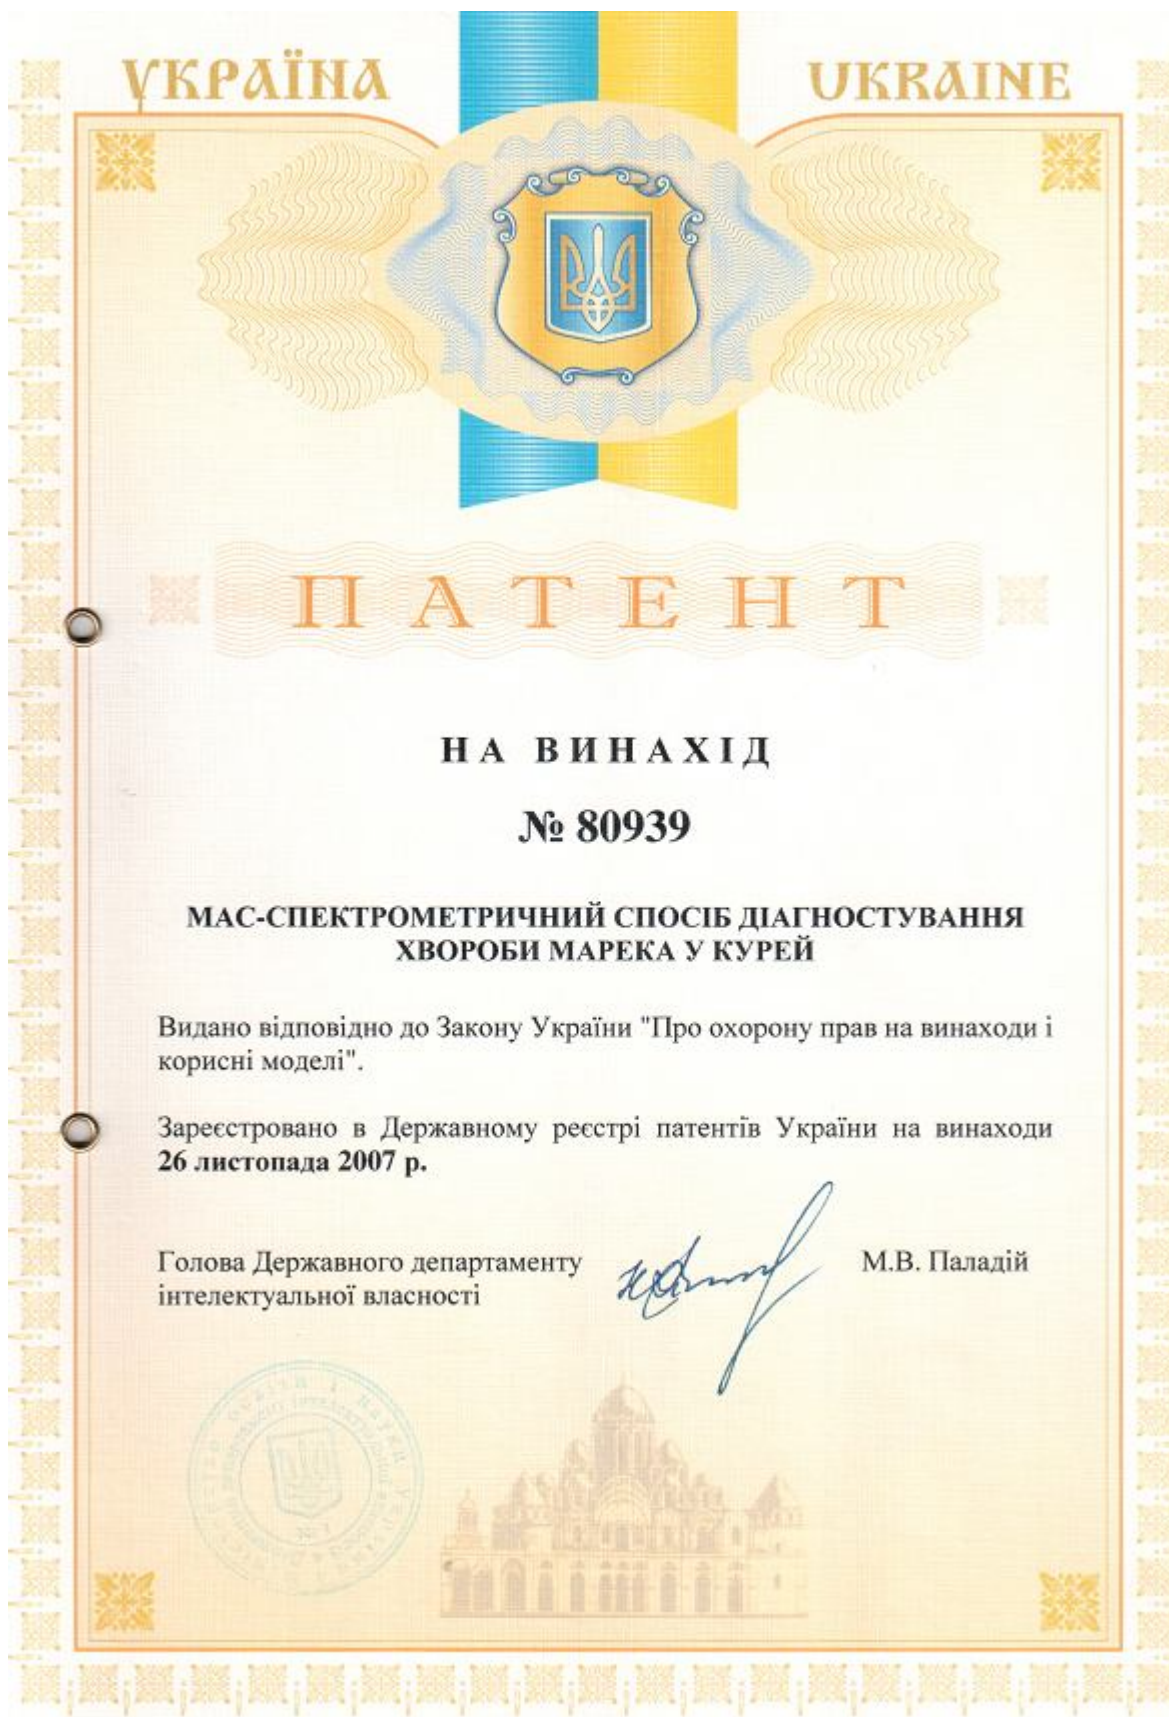 УКРАЇНА
UKRAINE
ПАТЕНТ
НА ВИНАХІД
№ 80939
МАС-СПЕКТРОМЕТРИЧНИЙ СПОСІБ ДІАГНОСТУВАННЯ
ХВОРОБИ МАРЕКА У КУРЕЙ
Видано відповідно до Закону України "Про охорону прав на винаходи і
корисні моделі".
Зареєстровано в Державному реєстрі патентів України на винаходи
26 листопада 2007 р.
Голова Державного департаменту
інтелектуальної власності
М.В. Паладій